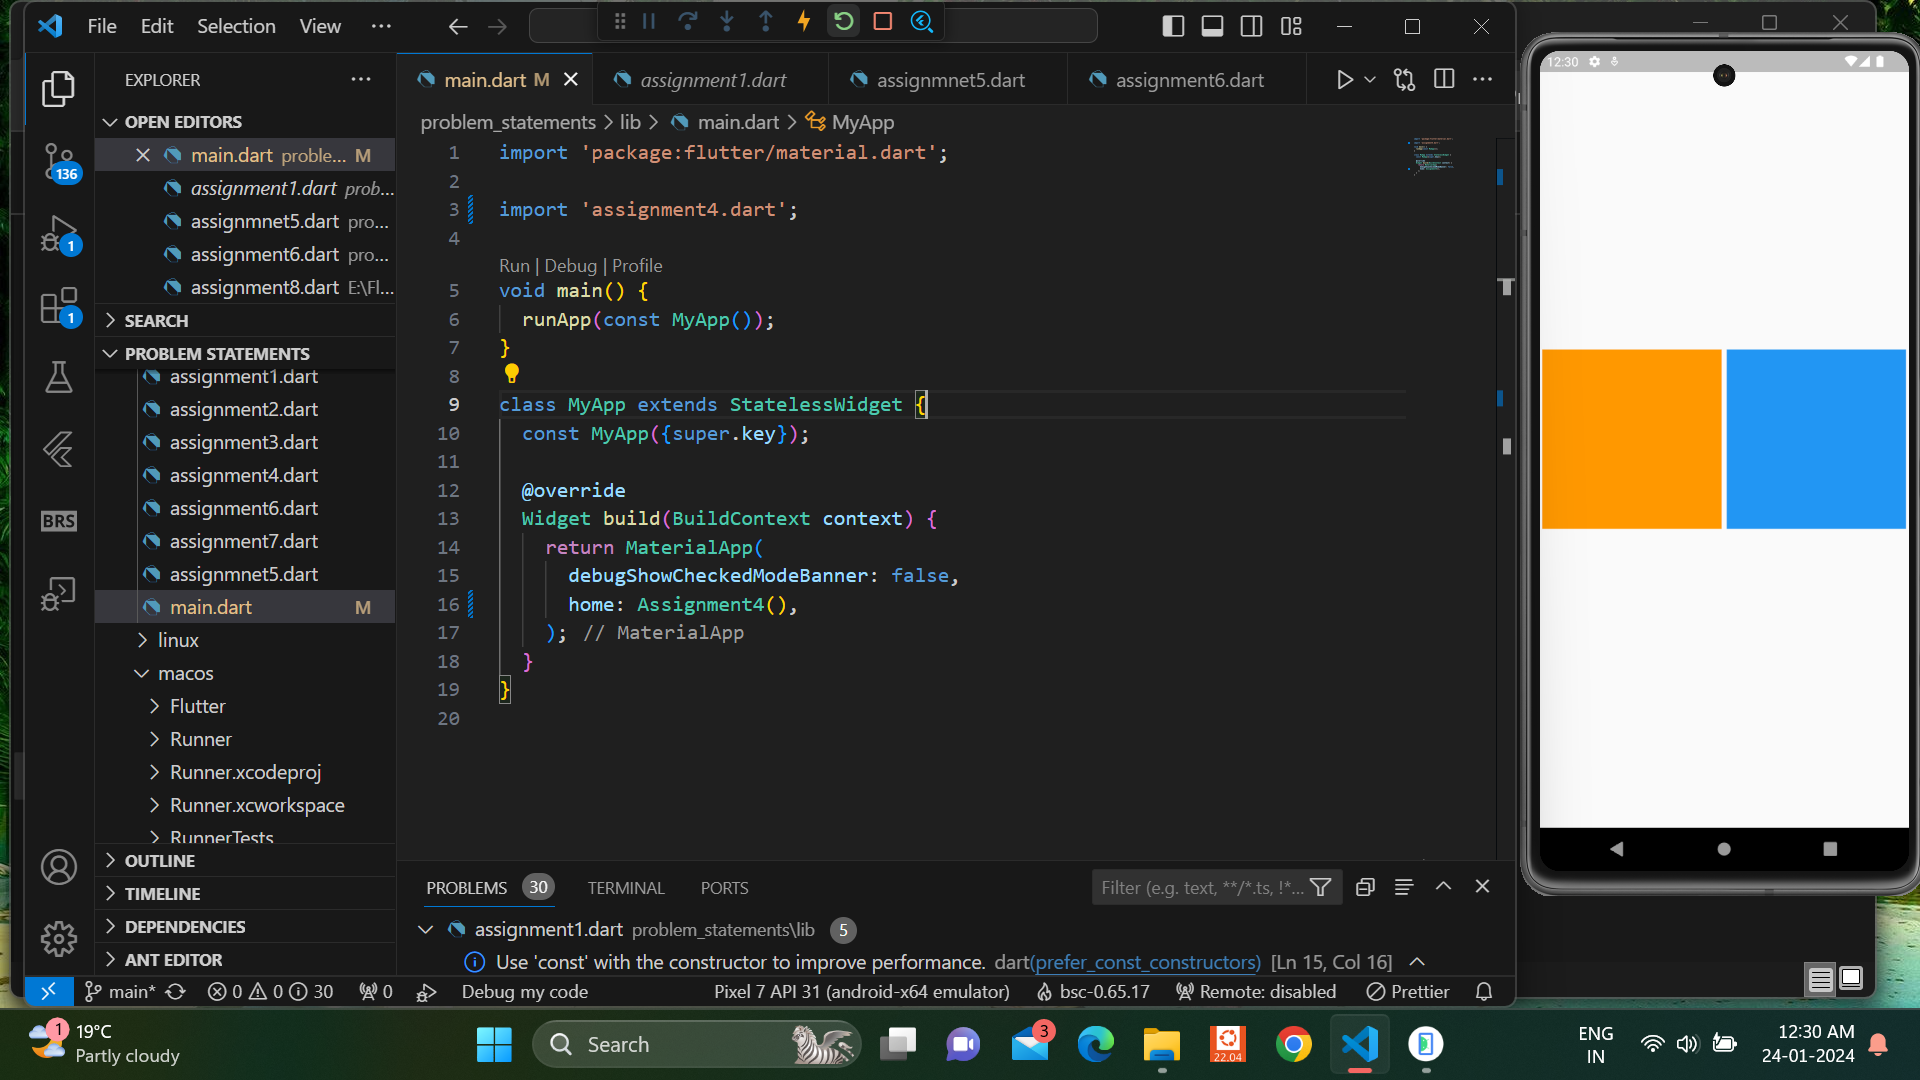 File Edit Selection View ···
EXPLORER
OPEN EDITORS
main.dart proble... M
assignment1.dart prob...
assignmnet5.dart pro...
assignment6.dart pro...
assignment8.dart E:\Fl...
SEARCH
PROBLEM STATEMENTS
assignment1.dart
assignment2.dart
assignment3.dart
assignment4.dart
assignment6.dart
assignment7.dart
assignmnet5.dart
main.dart M
linux
macos
Flutter
Runner
Runner.xcodeproj
Runner.xcworkspace
RunnerTests
OUTLINE
TIMELINE
DEPENDENCIES
ANT EDITOR
136
1
1
BRS
main.dart M
assignment1.dart
assignmnet5.dart
assignment6.dart
problem_statements > lib > main.dart > MyApp
1 import 'package:flutter/material.dart';
2
3 import 'assignment4.dart';
4
Run | Debug | Profile
5 void main() {
6 runApp(const MyApp());
7 }
8
9 class MyApp extends StatelessWidget {
10 const MyApp({super.key});
11
12 @override
13 Widget build(BuildContext context) {
14 return MaterialApp(
15 debugShowCheckedModeBanner: false,
16 home: Assignment4(),
17 ); // MaterialApp
18 }
19 }
20
PROBLEMS 30 TERMINAL PORTS
Filter (e.g. text, **/*.ts, !*...
assignment1.dart problem_statements\lib 5
Use 'const' with the constructor to improve performance. dart(prefer_const_constructors) [Ln 15, Col 16]
main* 0 0 30 0 Debug my code Pixel 7 API 31 (android-x64 emulator) bsc-0.65.17 Remote: disabled Prettier
12:30
1
19°C
Partly cloudy
Search
3
22.04
ENG
IN
12:30 AM
24-01-2024